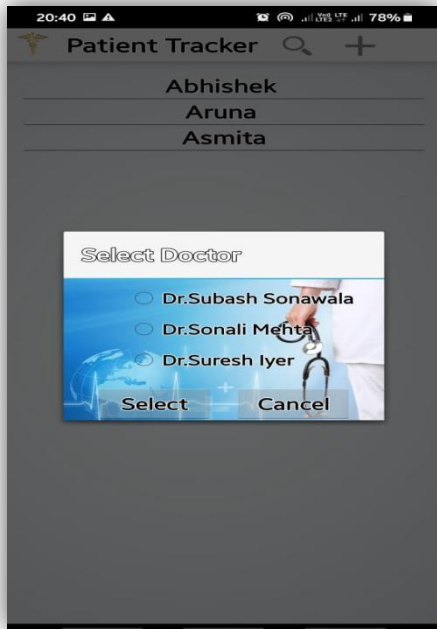 20:40 78%
Patient Tracker
Abhishek
Aruna
Asmita
Select Doctor
Dr.Subash Sonawala
Dr.Sonali Mehta
Dr.Suresh Iyer
Select Cancel